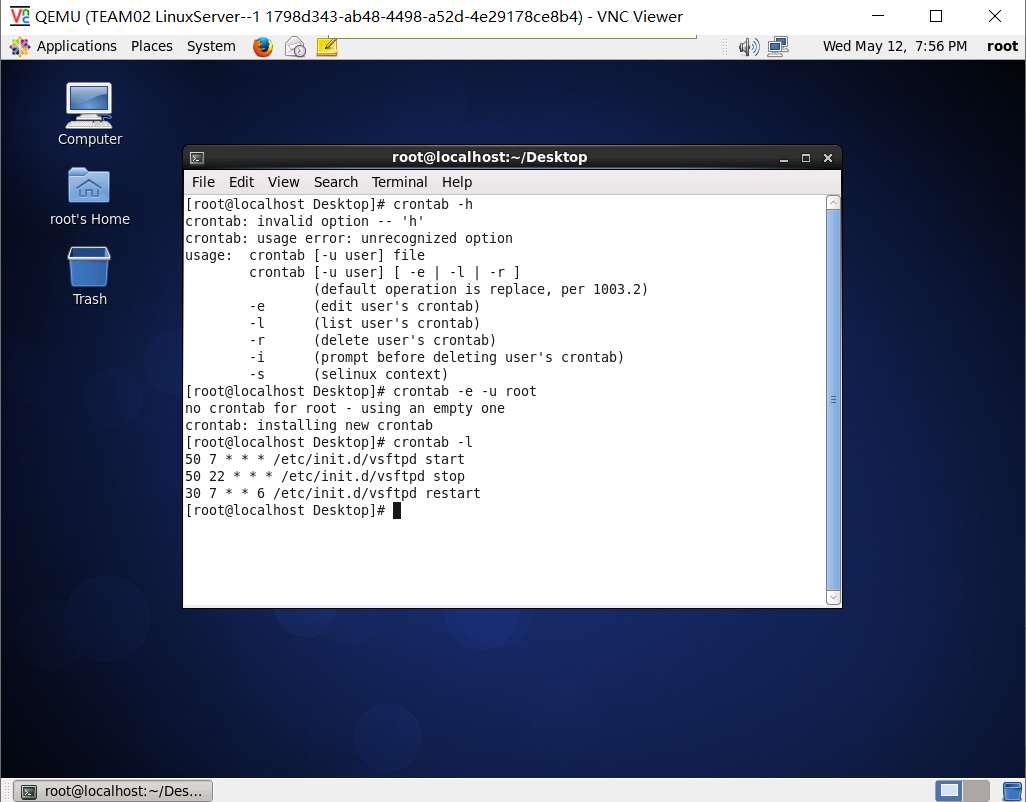 QEMU (TEAM02 LinuxServer--1 1798d343-ab48-4498-a52d-4e29178ce8b4) - VNC Viewer
Applications Places System Wed May 12, 7:56 PM root
Computer
root's Home
Trash
root@localhost:~/Desktop
File Edit View Search Terminal Help
[root@localhost Desktop]# crontab -h
crontab: invalid option -- 'h'
crontab: usage error: unrecognized option
usage:  crontab [-u user] file
        crontab [-u user] [ -e | -l | -r ]
                (default operation is replace, per 1003.2)
        -e      (edit user's crontab)
        -l      (list user's crontab)
        -r      (delete user's crontab)
        -i      (prompt before deleting user's crontab)
        -s      (selinux context)
[root@localhost Desktop]# crontab -e -u root
no crontab for root - using an empty one
crontab: installing new crontab
[root@localhost Desktop]# crontab -l
50 7 * * * /etc/init.d/vsftpd start
50 22 * * * /etc/init.d/vsftpd stop
30 7 * * 6 /etc/init.d/vsftpd restart
[root@localhost Desktop]#
root@localhost:~/Des...